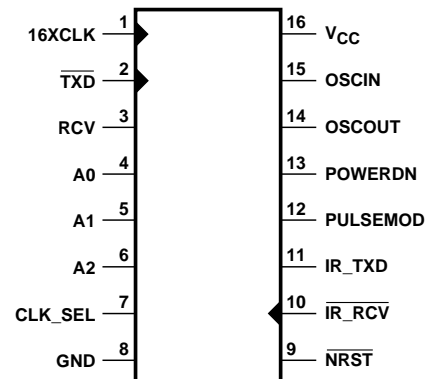 16XCLK 1 16 VCC
TXD 2 15 OSCIN
RCV 3 14 OSCOUT
A0 4 13 POWERDN
A1 5 12 PULSEMOD
A2 6 11 IR_TXD
CLK_SEL 7 10 IR_RCV
GND 8 9 NRST